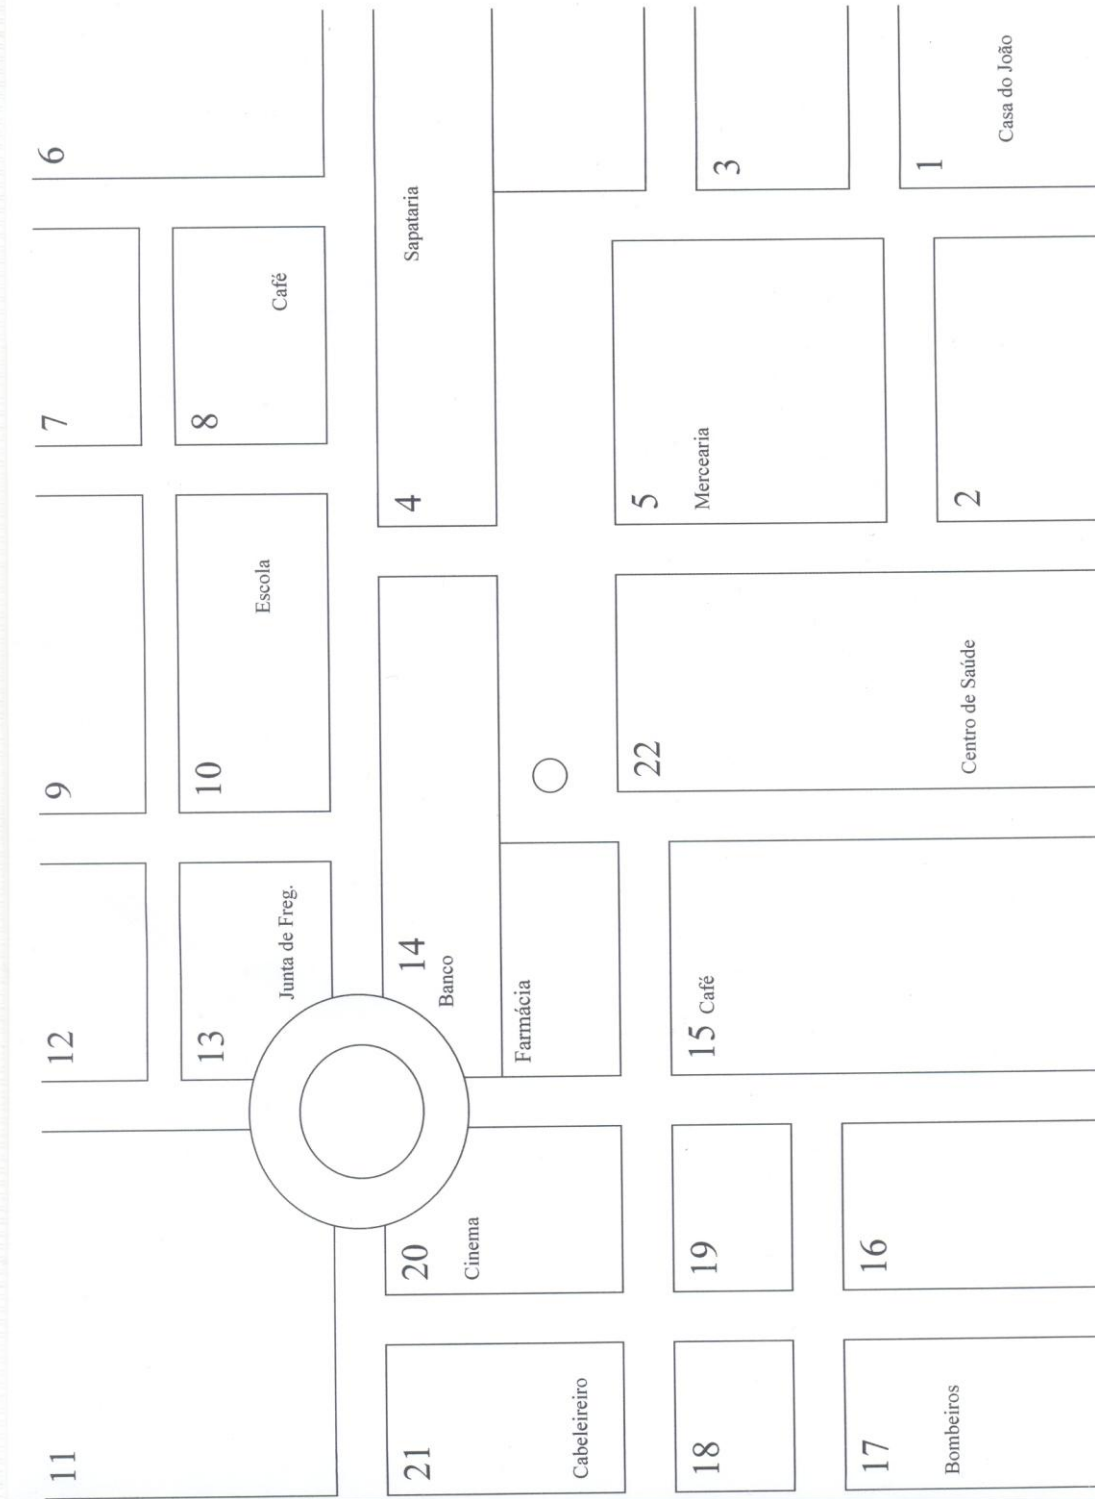 11
12
9
7
6
13
10
8
Junta de Freg.
Escola
Café
21
20
14
4
Sapataria
Cinema
Banco
Farmácia
Cabeleireiro
22
5
Mercearia
18
19
15 Café
3
17
16
1
Bombeiros
Centro de Saúde
2
Casa do João